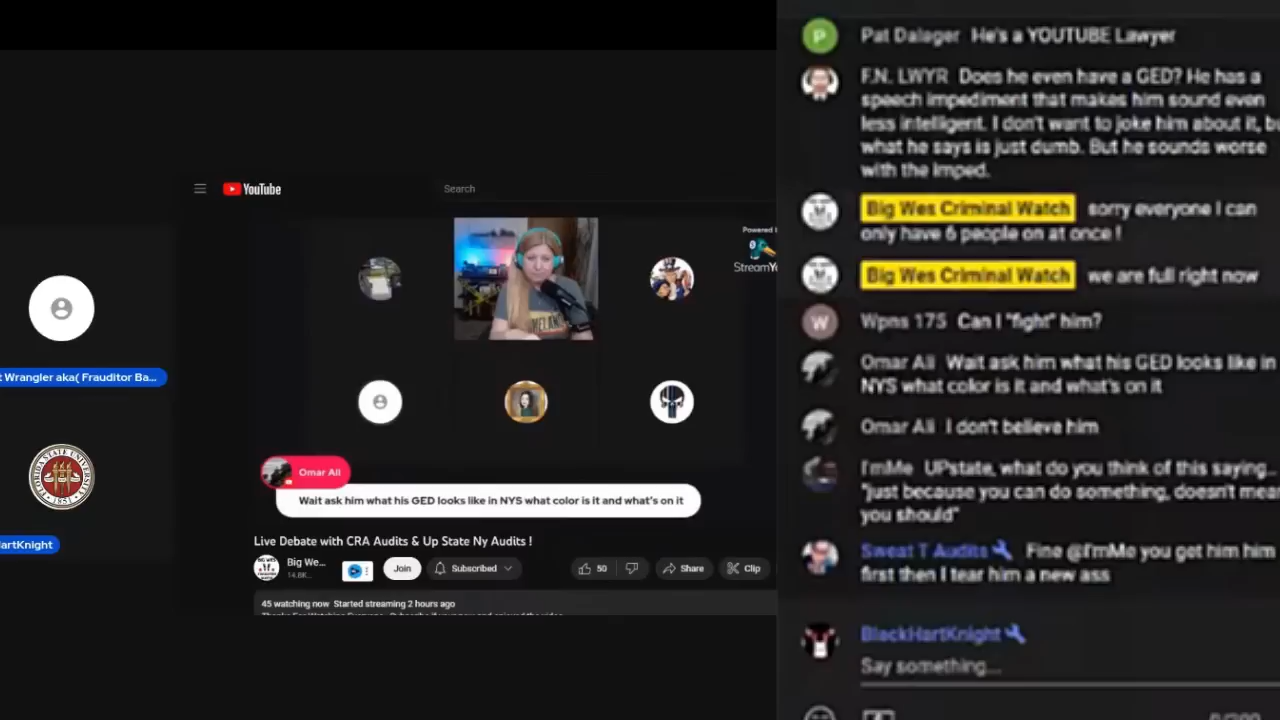 t Wrangler aka( Frauditor Ba...
artKnight
YouTube
Search
Powered
StreamY
FLORIDA STATE UNIVERSITY
1851
Omar Ali
Wait ask him what his GED looks like in NYS what color is it and what's on it
Live Debate with CRA Audits & Up State Ny Audits !
Big We...
14.8K..
Join
Subscribed
50
Share
Clip
45 watching now Started streaming 2 hours ago
P
Pat Dalager He's a YOUTUBE Lawyer
F.N. LWYR Does he even have a GED? He has a
speech impediment that makes him sound even
less intelligent. I don't want to joke him about it, bu
what he says is just dumb. But he sounds worse
with the imped.
Big Wes Criminal Watch sorry everyone I can
only have 6 people on at once !
Big Wes Criminal Watch we are full right now
W
Wpns 175 Can I "fight" him?
Omar Ali Wait ask him what his GED looks like in
NYS what color is it and what's on it
Omar Ali I don't believe him
I'mMe UPstate, what do you think of this saying...
"just because you can do something, doesn't mean
you should"
Sweat T Audits Fine @I'mMe you get him him
first then I tear him a new ass
BlackHartKnight
Say something...